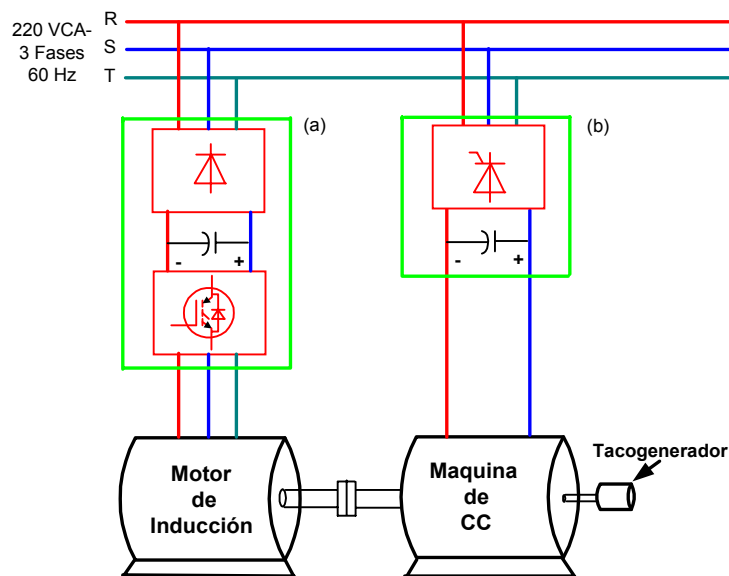 220 VCA-
3 Fases
60 Hz
R
S
T
(a)
(b)
- +
- +
Motor
de
Inducción
Maquina
de
CC
Tacogenerador